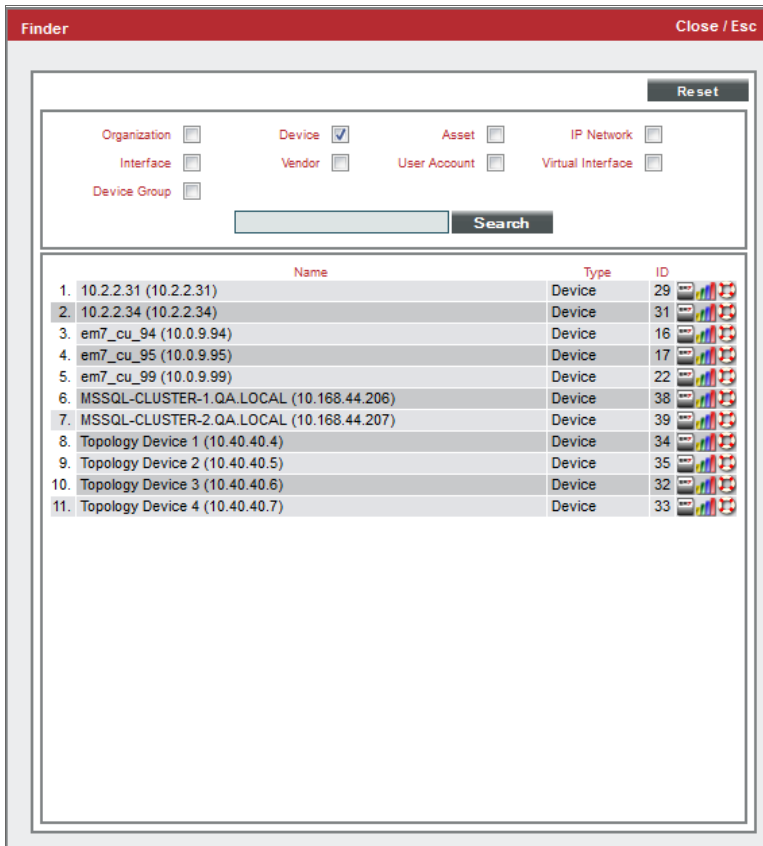 Finder Close / Esc
Reset
Organization Device Asset IP Network
Interface Vendor User Account Virtual Interface
Device Group
Search
Name Type ID
1. 10.2.2.31 (10.2.2.31) Device 29
2. 10.2.2.34 (10.2.2.34) Device 31
3. em7_cu_94 (10.0.9.94) Device 16
4. em7_cu_95 (10.0.9.95) Device 17
5. em7_cu_99 (10.0.9.99) Device 22
6. MSSQL-CLUSTER-1.QA.LOCAL (10.168.44.206) Device 38
7. MSSQL-CLUSTER-2.QA.LOCAL (10.168.44.207) Device 39
8. Topology Device 1 (10.40.40.4) Device 34
9. Topology Device 2 (10.40.40.5) Device 35
10. Topology Device 3 (10.40.40.6) Device 32
11. Topology Device 4 (10.40.40.7) Device 33